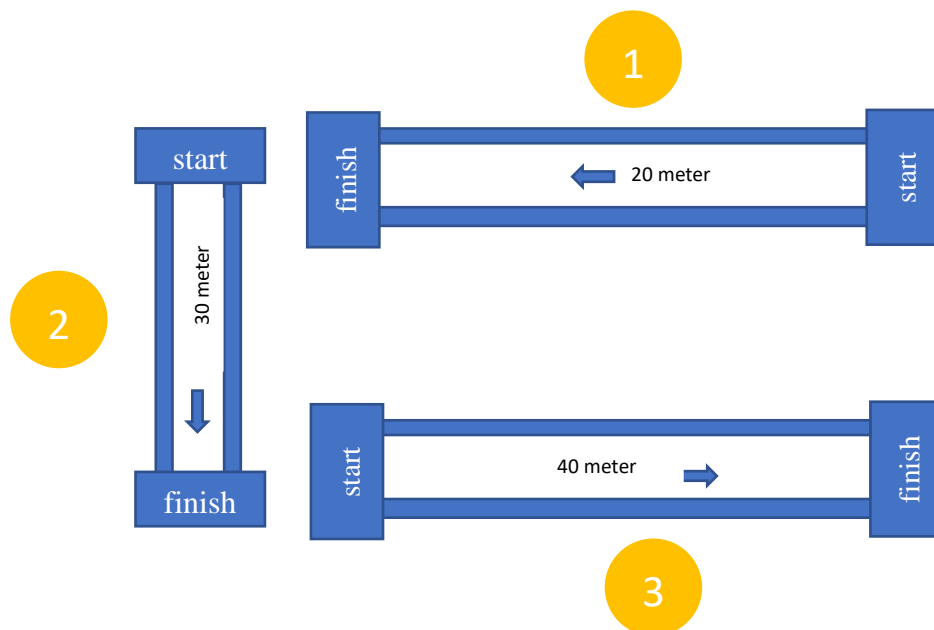 1
finish
20 meter
start
start
30 meter
finish
2
start
40 meter
finish
3